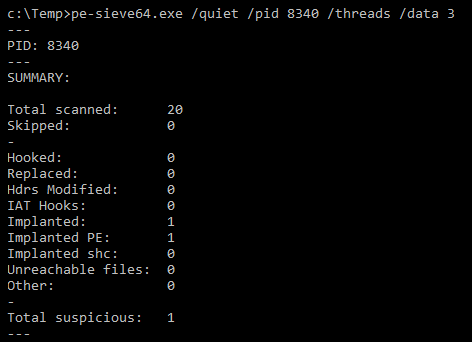 c:\Temp>pe-sieve64.exe /quiet /pid 8340 /threads /data 3
---
PID: 8340
---
SUMMARY:

Total scanned:      20
Skipped:            0
-
Hooked:             0
Replaced:           0
Hdrs Modified:      0
IAT Hooks:          0
Implanted:          1
Implanted PE:       1
Implanted shc:      0
Unreachable files:  0
Other:              0
-
Total suspicious:   1
---